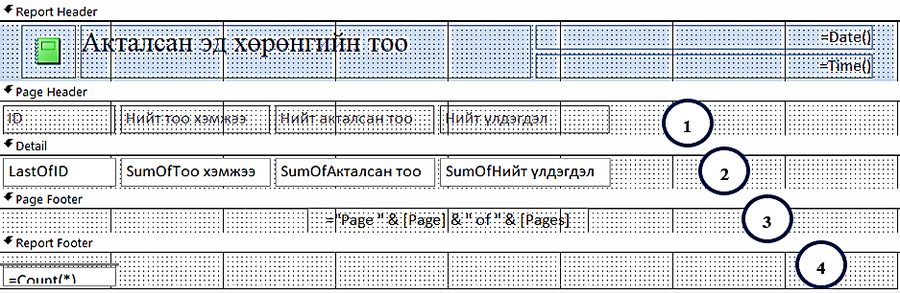 Report Header
Акталсан эд хөрөнгийн тоо
=Date()
=Time()
Page Header
ID Нийт тоо хэмжээ Нийт акталсан тоо Нийт үлдэгдэл 1
Detail
LastOfID SumOfТоо хэмжээ SumOfАкталсан тоо SumOfНийт үлдэгдэл 2
Page Footer
="Page " & [Page] & " of " & [Pages] 3
Report Footer
=Count(*) 4